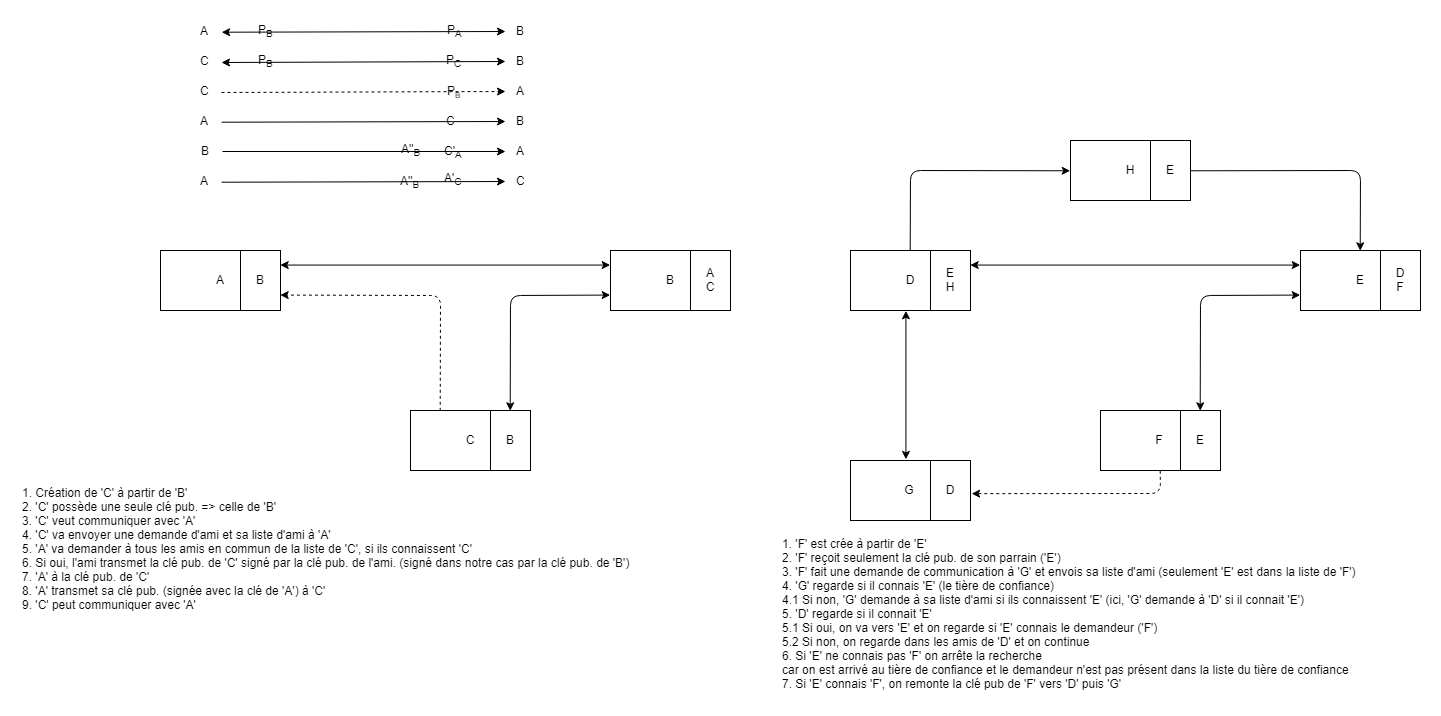 A P_B P_A B
C P_B P_C B
C P_B A
A C B
B A''_B C'_A A
A A''_B A'_C C
H E
A B
B A
C
D E
H
E D
F
C B
F E
G D
1. Création de 'C' à partir de 'B'
2. 'C' possède une seule clé pub. => celle de 'B'
3. 'C' veut communiquer avec 'A'
4. 'C' va envoyer une demande d'ami et sa liste d'ami à 'A'
5. 'A' va demander à tous les amis en commun de la liste de 'C', si ils connaissent 'C'
6. Si oui, l'ami transmet la clé pub. de 'C' signé par la clé pub. de l'ami. (signé dans notre cas par la clé pub. de 'B')
7. 'A' à la clé pub. de 'C'
8. 'A' transmet sa clé pub. (signée avec la clé de 'A') à 'C'
9. 'C' peut communiquer avec 'A'
1. 'F' est crée à partir de 'E'
2. 'F' reçoit seulement la clé pub. de son parrain ('E')
3. 'F' fait une demande de communication à 'G' et envois sa liste d'ami (seulement 'E' est dans la liste de 'F')
4. 'G' regarde si il connais 'E' (le tière de confiance)
4.1 Si non, 'G' demande à sa liste d'ami si ils connaissent 'E' (ici, 'G' demande à 'D' si il connait 'E')
5. 'D' regarde si il connait 'E'
5.1 Si oui, on va vers 'E' et on regarde si 'E' connais le demandeur ('F')
5.2 Si non, on regarde dans les amis de 'D' et on continue
6. Si 'E' ne connais pas 'F' on arrête la recherche
car on est arrivé au tière de confiance et le demandeur n'est pas présent dans la liste du tière de confiance
7. Si 'E' connais 'F', on remonte la clé pub de 'F' vers 'D' puis 'G'